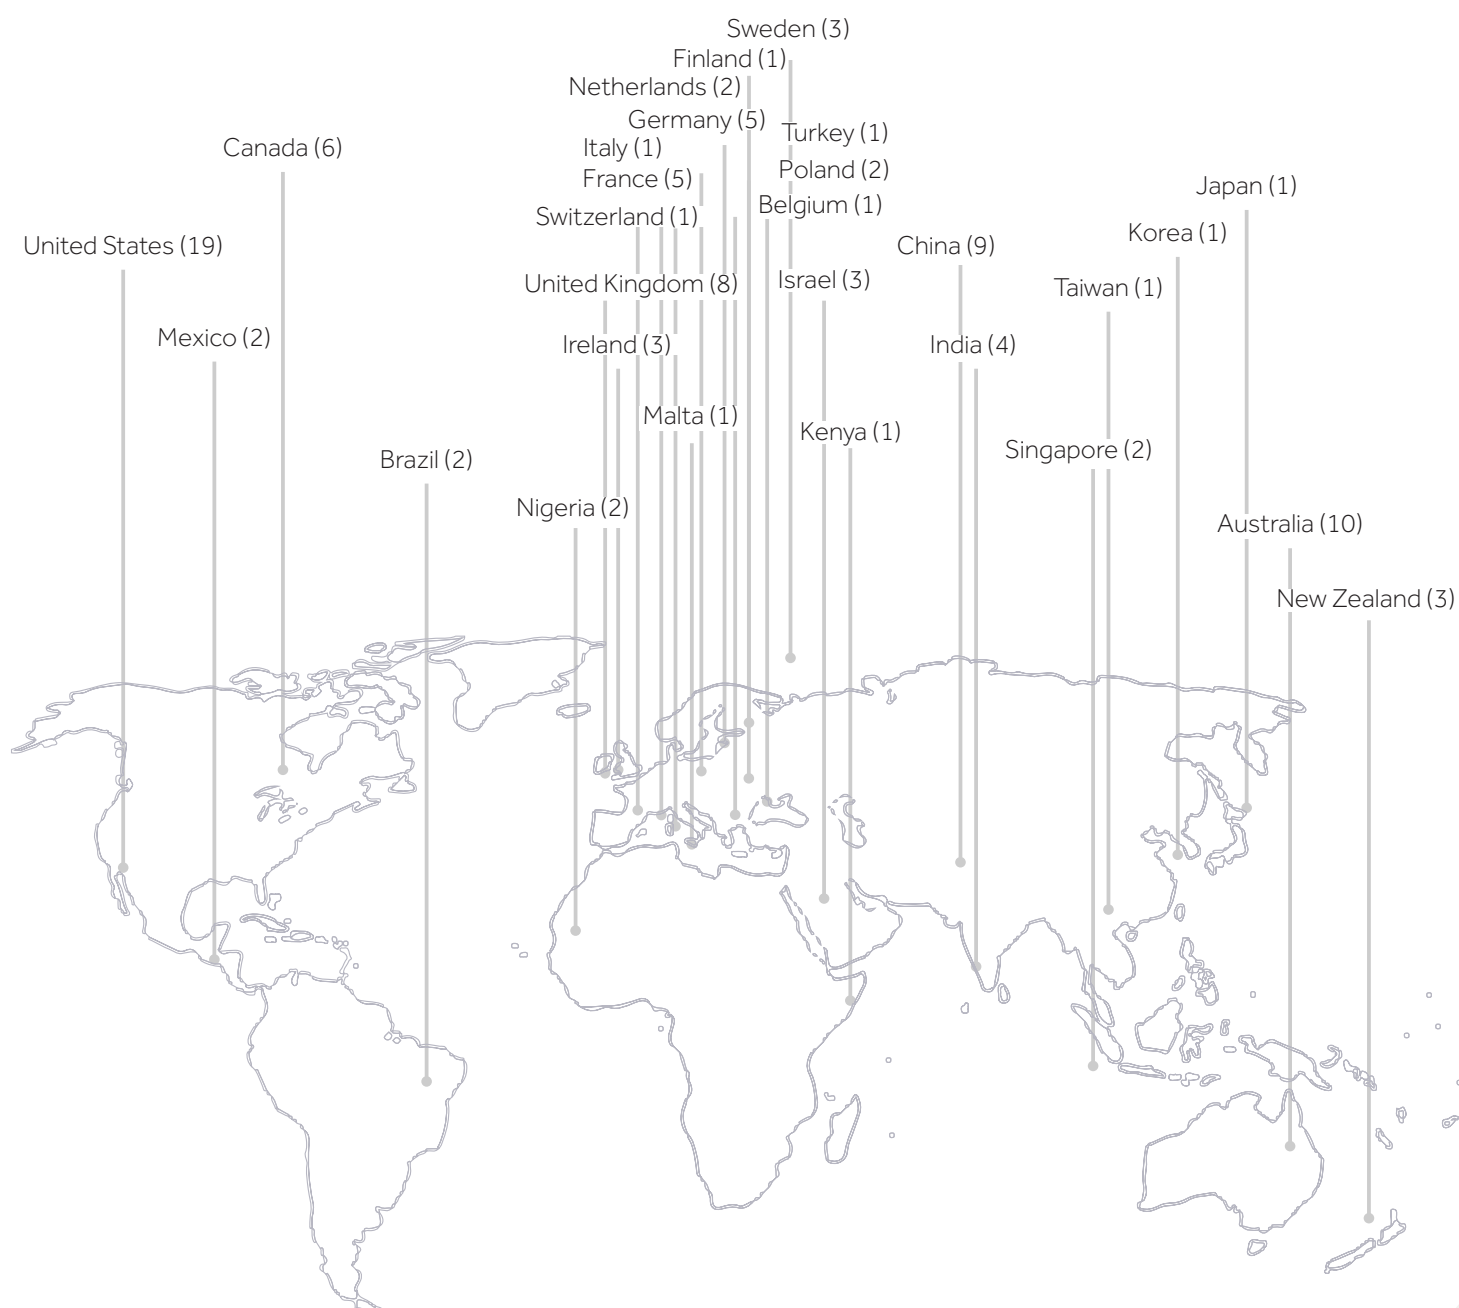 Sweden (3)
Finland (1)
Netherlands (2)
Germany (5)
Turkey (1)
Canada (6)
Italy (1)
Poland (2)
France (5)
Japan (1)
Belgium (1)
Switzerland (1)
Korea (1)
United States (19)
China (9)
Israel (3)
United Kingdom (8)
Taiwan (1)
Mexico (2)
Ireland (3)
India (4)
Malta (1)
Kenya (1)
Singapore (2)
Brazil (2)
Nigeria (2)
Australia (10)
New Zealand (3)